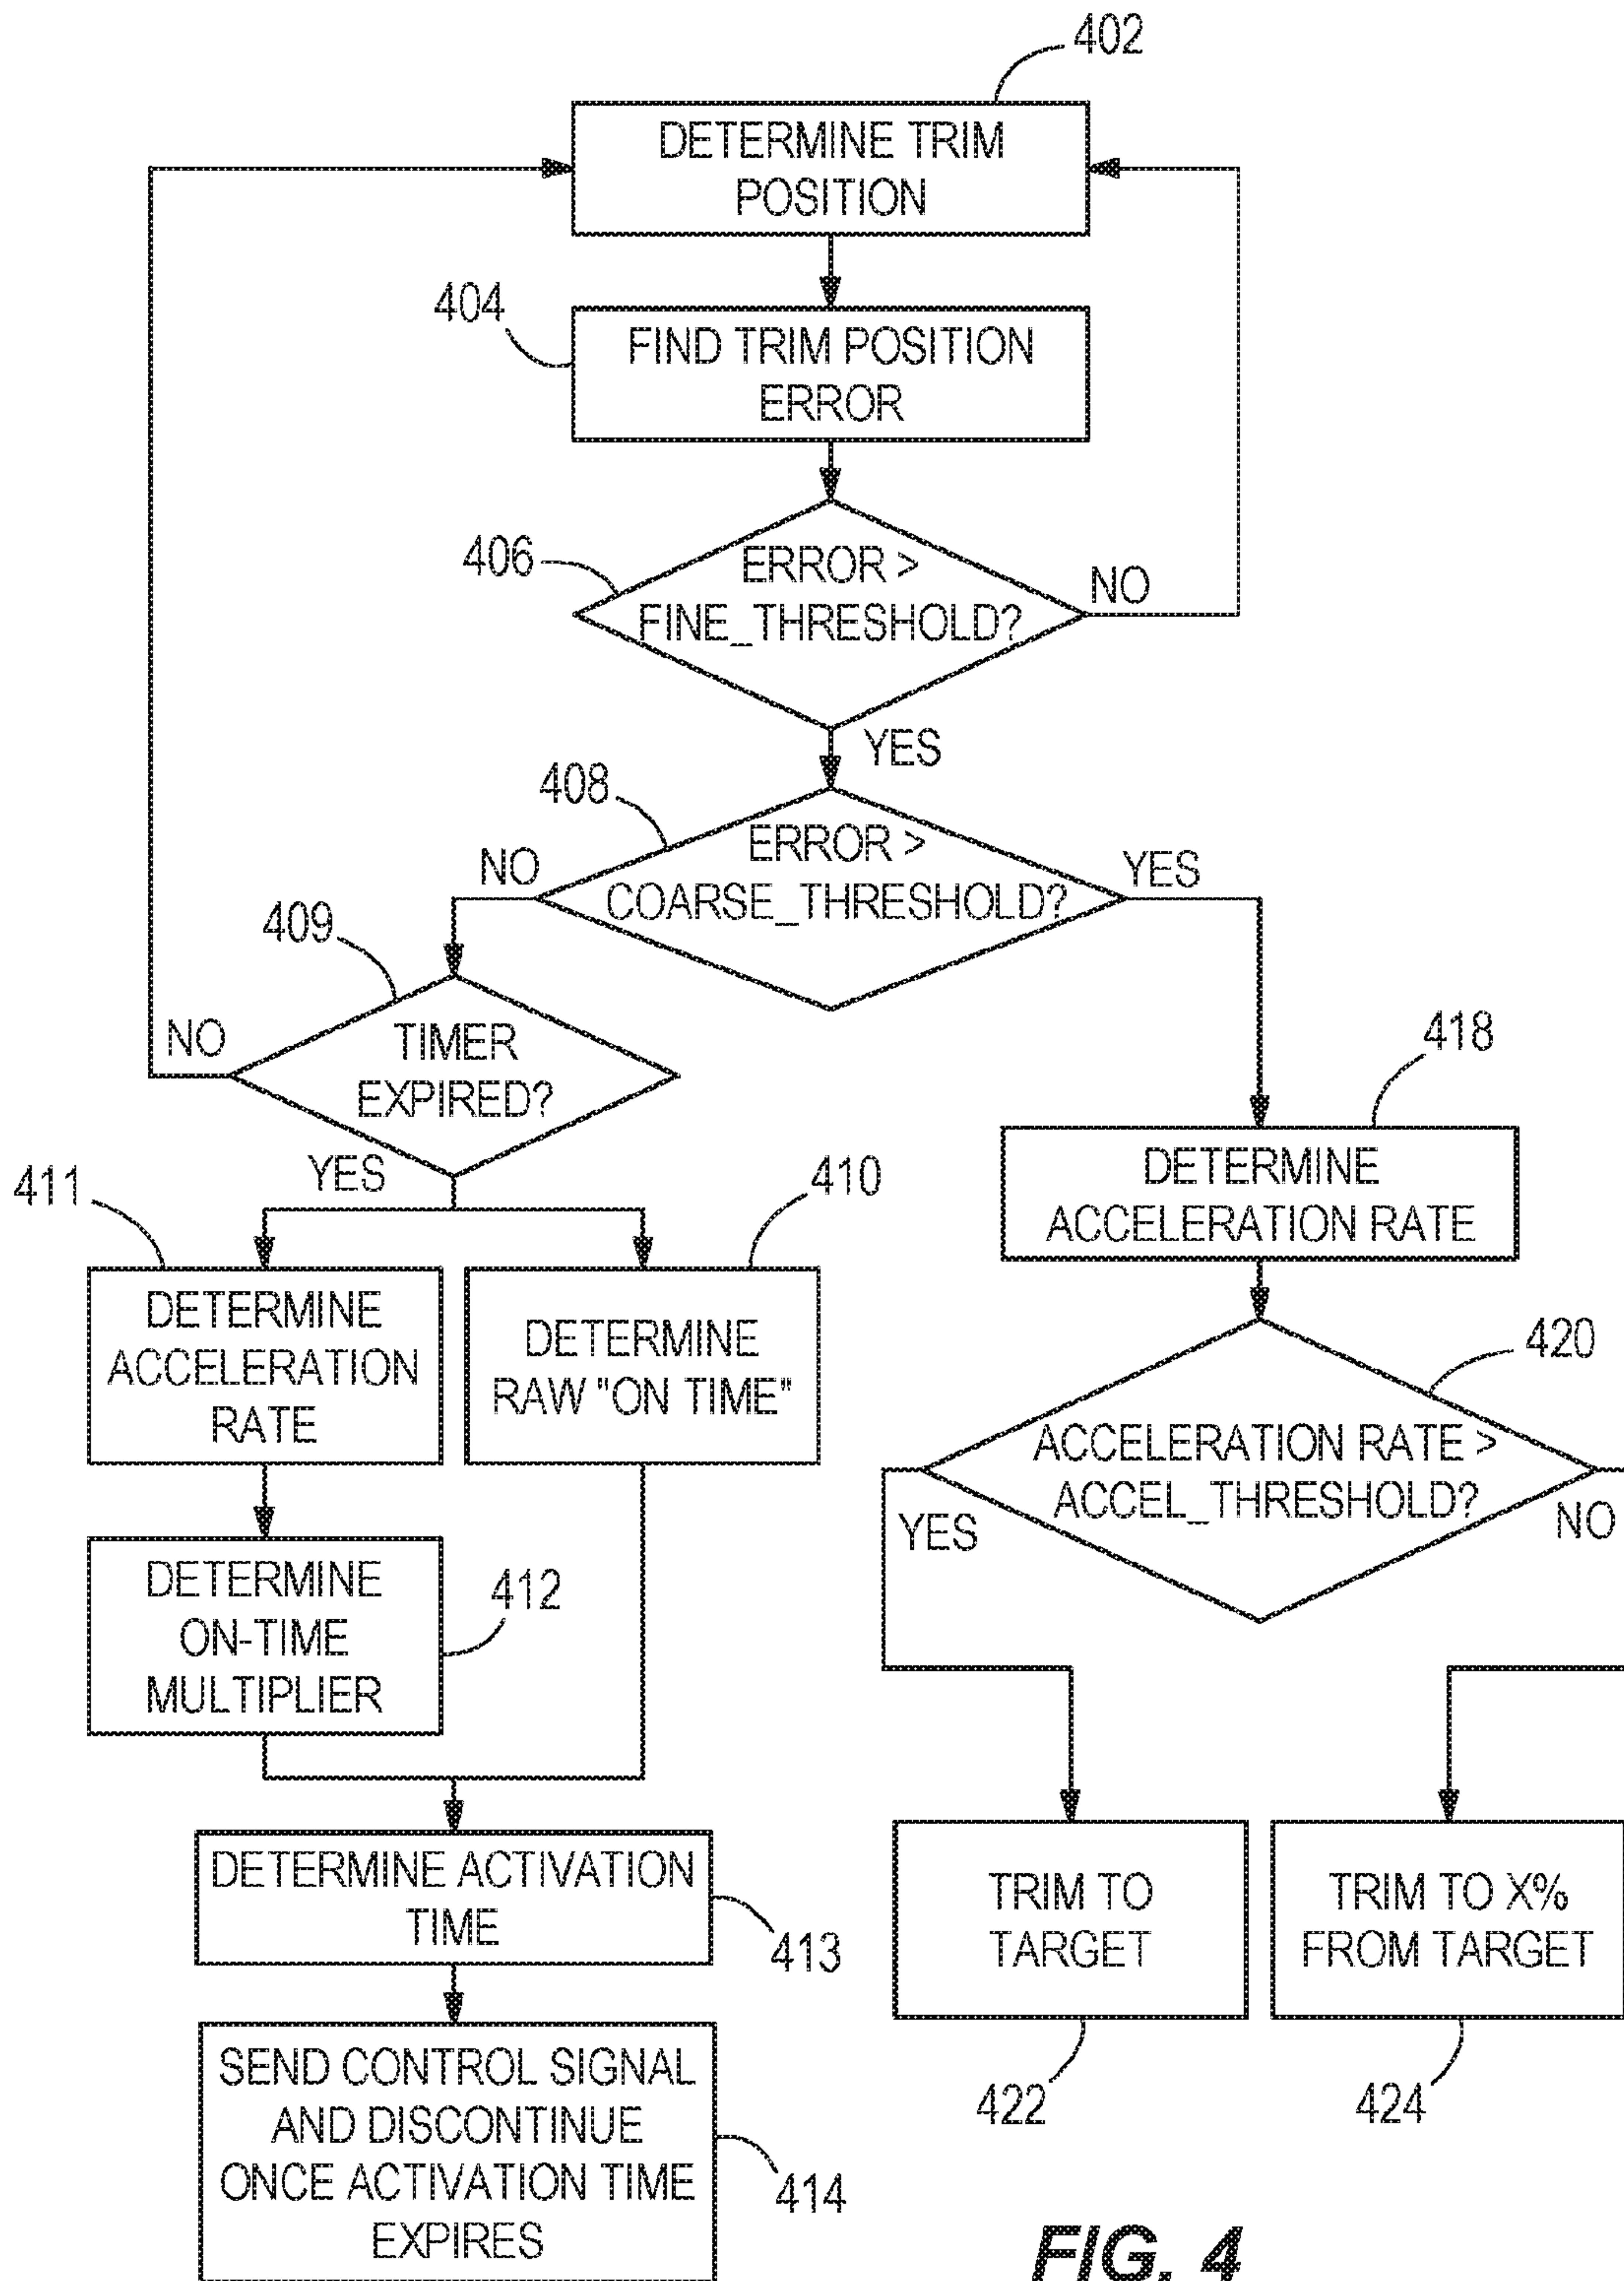 402
DETERMINE TRIM
POSITION
404
FIND TRIM POSITION
ERROR
406
ERROR >
FINE_THRESHOLD?
NO
YES
408
ERROR >
COARSE_THRESHOLD?
NO
YES
409
TIMER
EXPIRED?
NO
YES
418
DETERMINE
ACCELERATION RATE
411
DETERMINE
ACCELERATION
RATE
410
DETERMINE
RAW "ON TIME"
420
ACCELERATION RATE >
ACCEL_THRESHOLD?
YES
NO
DETERMINE
ON-TIME
MULTIPLIER
412
DETERMINE ACTIVATION
TIME
413
TRIM TO
TARGET
422
TRIM TO X%
FROM TARGET
424
SEND CONTROL SIGNAL
AND DISCONTINUE
ONCE ACTIVATION TIME
EXPIRES
414
FIG. 4